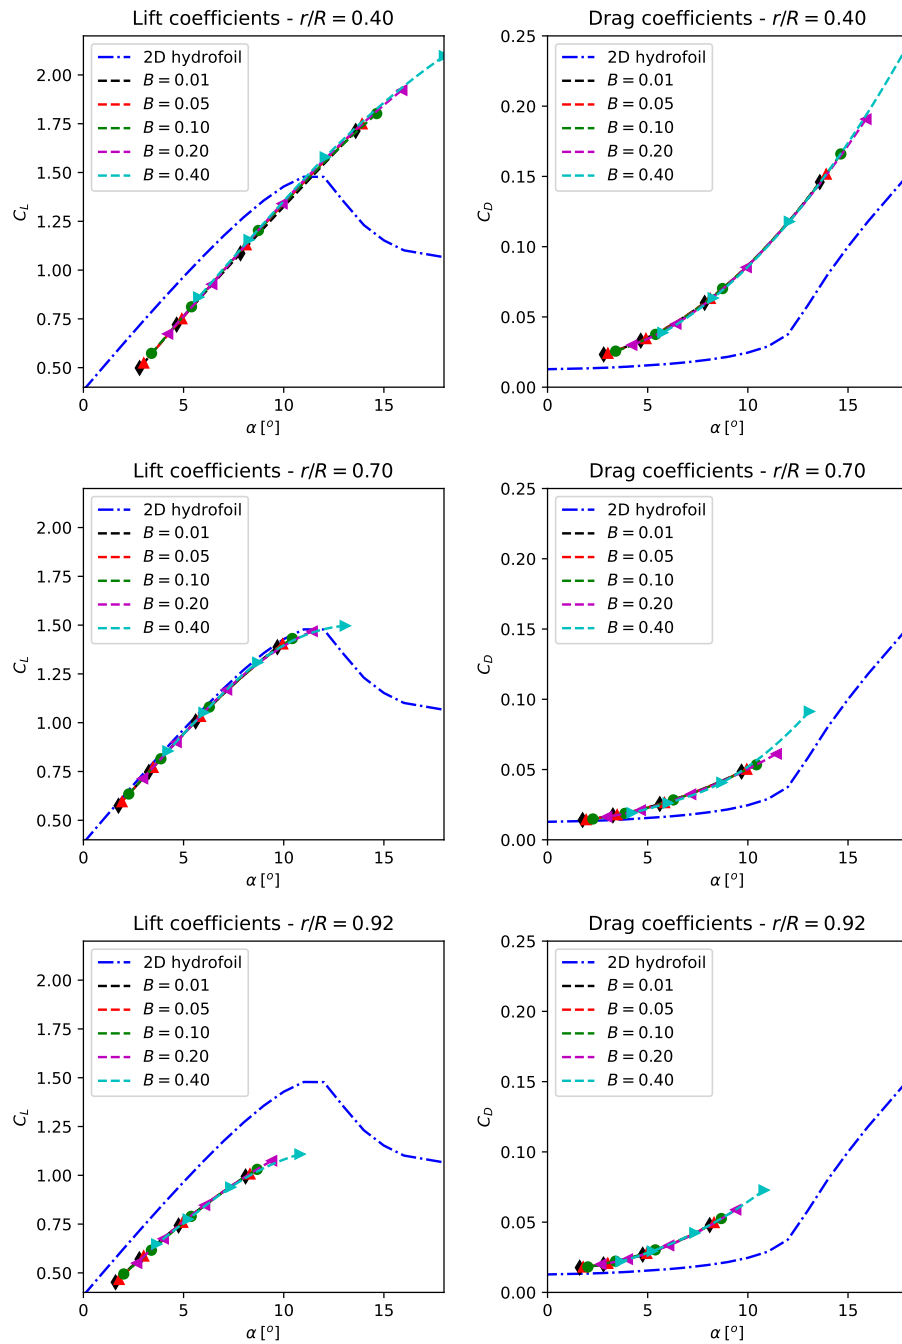 Lift coefficients - r/R = 0.40
2D hydrofoil
B = 0.01
B = 0.05
B = 0.10
B = 0.20
B = 0.40
2.00
1.75
1.50
1.25
1.00
0.75
0.50
C_L
0 5 10 15
α [°]
Drag coefficients - r/R = 0.40
2D hydrofoil
B = 0.01
B = 0.05
B = 0.10
B = 0.20
B = 0.40
0.25
0.20
0.15
0.10
0.05
0.00
C_D
0 5 10 15
α [°]
Lift coefficients - r/R = 0.70
2D hydrofoil
B = 0.01
B = 0.05
B = 0.10
B = 0.20
B = 0.40
2.00
1.75
1.50
1.25
1.00
0.75
0.50
C_L
0 5 10 15
α [°]
Drag coefficients - r/R = 0.70
2D hydrofoil
B = 0.01
B = 0.05
B = 0.10
B = 0.20
B = 0.40
0.25
0.20
0.15
0.10
0.05
0.00
C_D
0 5 10 15
α [°]
Lift coefficients - r/R = 0.92
2D hydrofoil
B = 0.01
B = 0.05
B = 0.10
B = 0.20
B = 0.40
2.00
1.75
1.50
1.25
1.00
0.75
0.50
C_L
0 5 10 15
α [°]
Drag coefficients - r/R = 0.92
2D hydrofoil
B = 0.01
B = 0.05
B = 0.10
B = 0.20
B = 0.40
0.25
0.20
0.15
0.10
0.05
0.00
C_D
0 5 10 15
α [°]